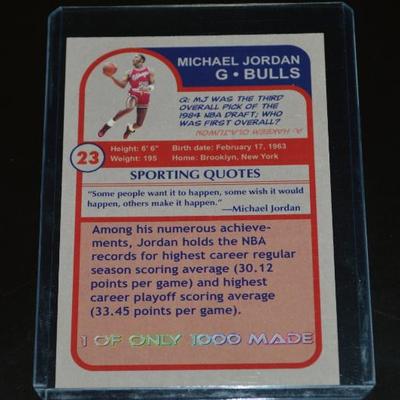 MICHAEL JORDAN
G • BULLS
Q: MJ WAS THE THIRD
OVERALL PICK OF THE
1984 NBA DRAFT; WHO
WAS FIRST OVERALL?
A: HAKEEM OLAJUWON
23
Height: 6' 6" Birth date: February 17, 1963
Weight: 195 Home: Brooklyn, New York
SPORTING QUOTES
“Some people want it to happen, some wish it would
happen, others make it happen.”
—Michael Jordan
Among his numerous achieve-
ments, Jordan holds the NBA
records for highest career regular
season scoring average (30.12
points per game) and highest
career playoff scoring average
(33.45 points per game).
1 OF ONLY 1000 MADE